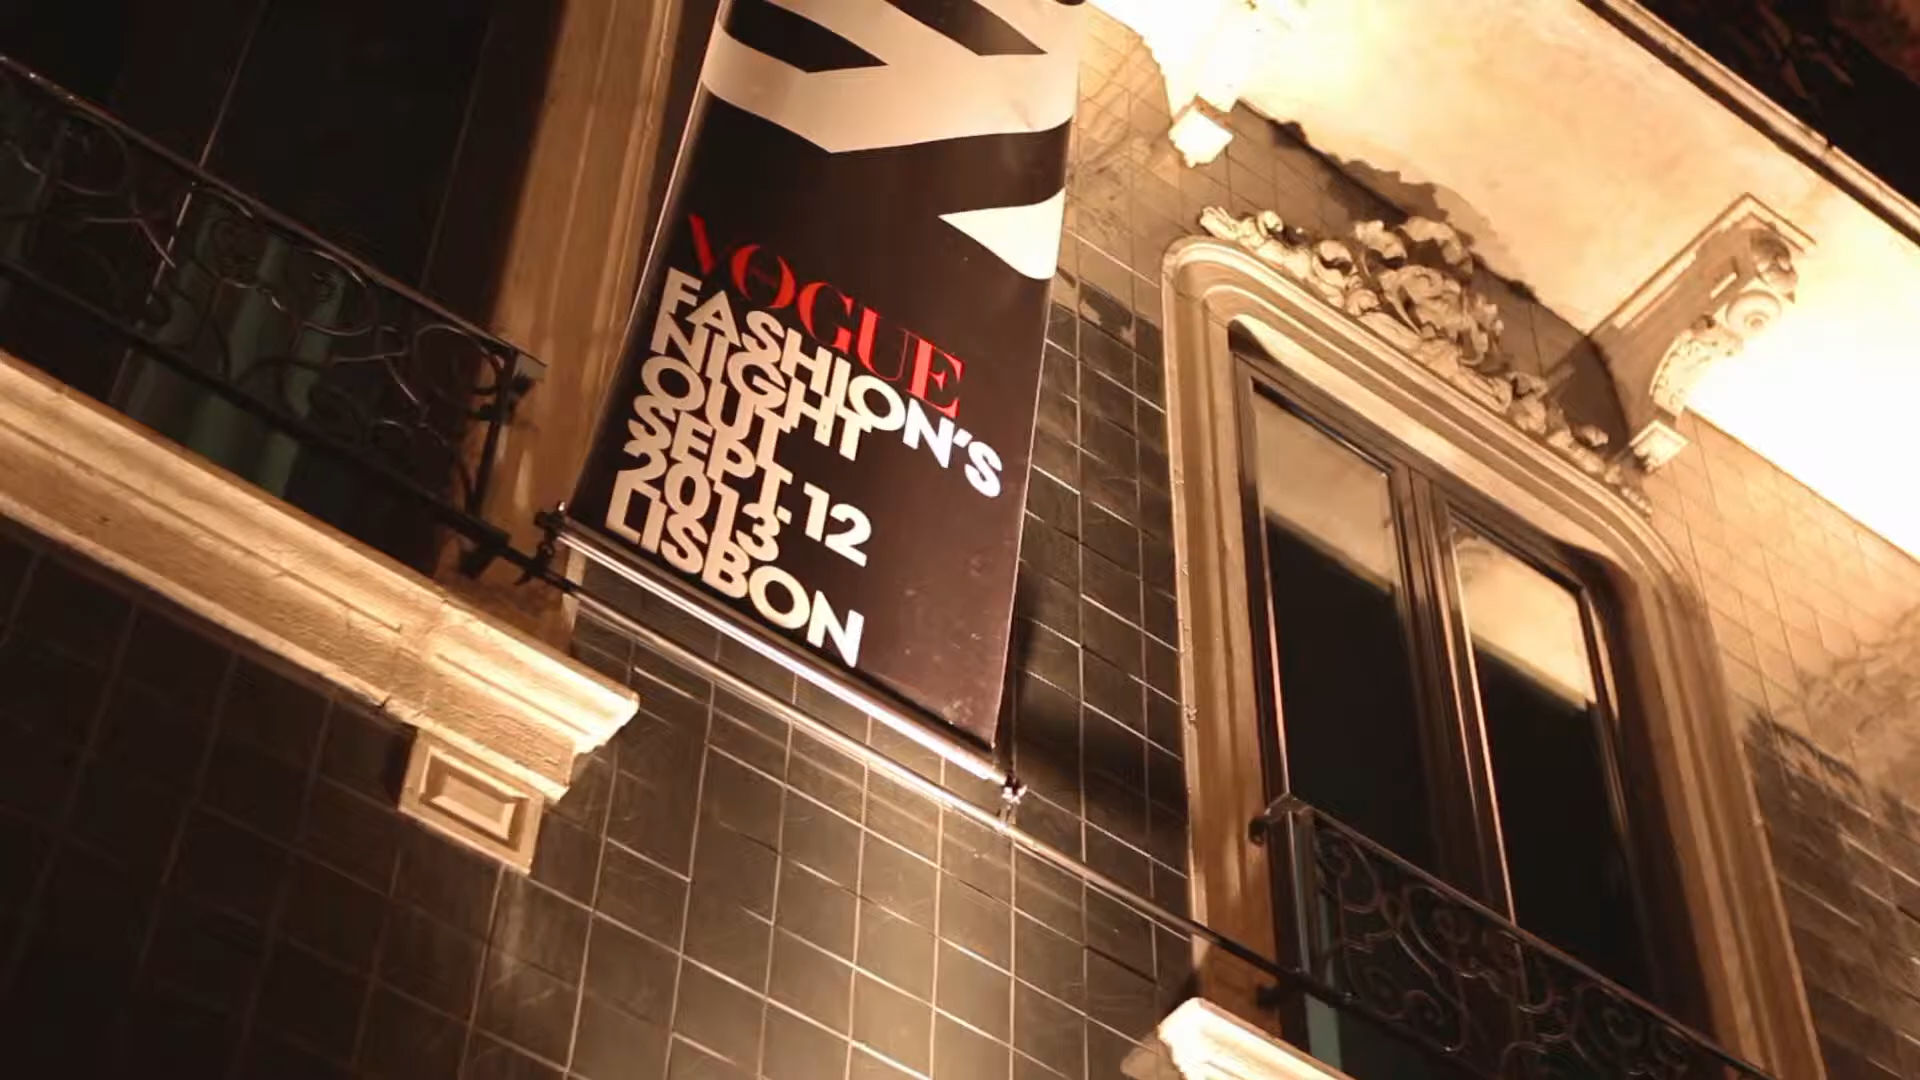 VOGUE
FASHION'S
NIGHT
OUT
SEPT.12
2013
LISBON